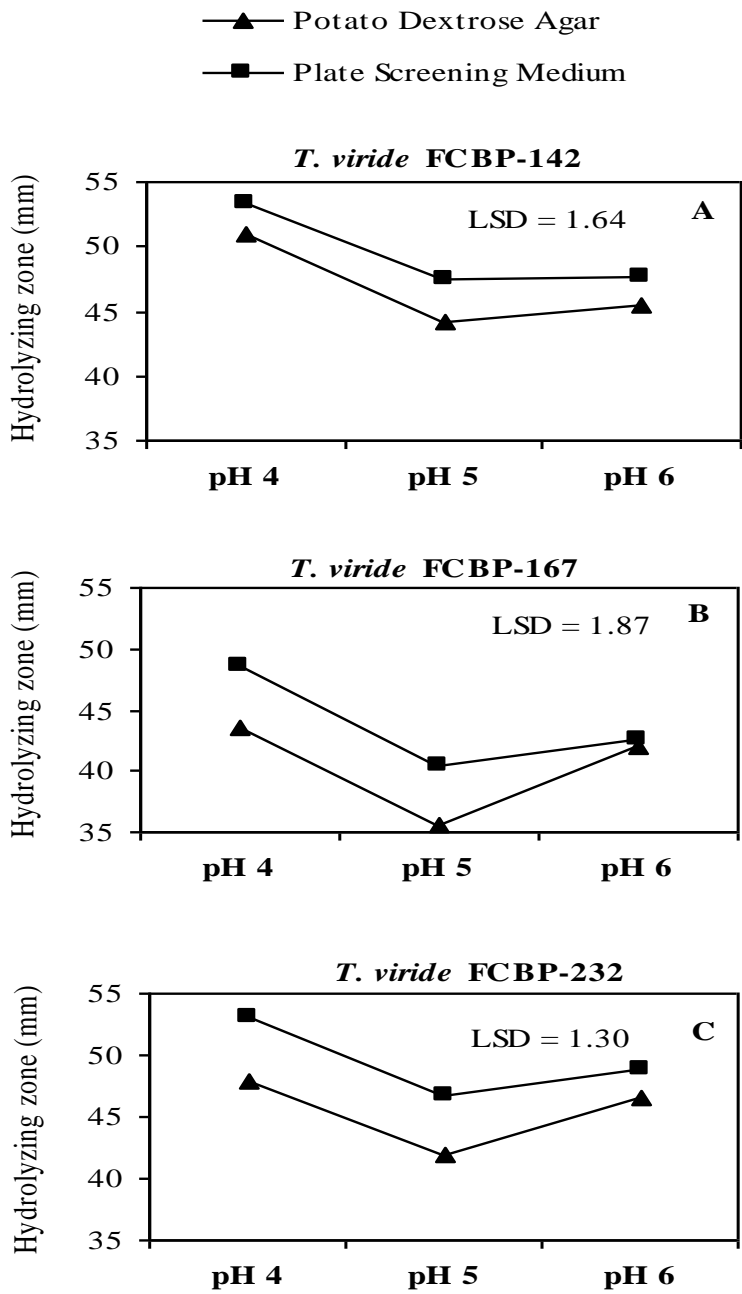 Potato Dextrose Agar
Plate Screening Medium
T. viride FCBP-142
55
50
45
40
35
Hydrolyzing zone (mm)
LSD = 1.64
A
pH 4 pH 5 pH 6
T. viride FCBP-167
55
50
45
40
35
Hydrolyzing zone (mm)
LSD = 1.87
B
pH 4 pH 5 pH 6
T. viride FCBP-232
55
50
45
40
35
Hydrolyzing zone (mm)
LSD = 1.30
C
pH 4 pH 5 pH 6